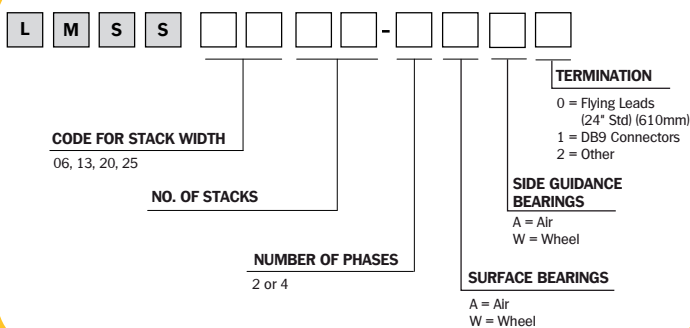 L M S S -
TERMINATION
0 = Flying Leads
(24" Std) (610mm)
1 = DB9 Connectors
2 = Other
CODE FOR STACK WIDTH
06, 13, 20, 25
SIDE GUIDANCE
BEARINGS
A = Air
W = Wheel
NO. OF STACKS
NUMBER OF PHASES
2 or 4
SURFACE BEARINGS
A = Air
W = Wheel